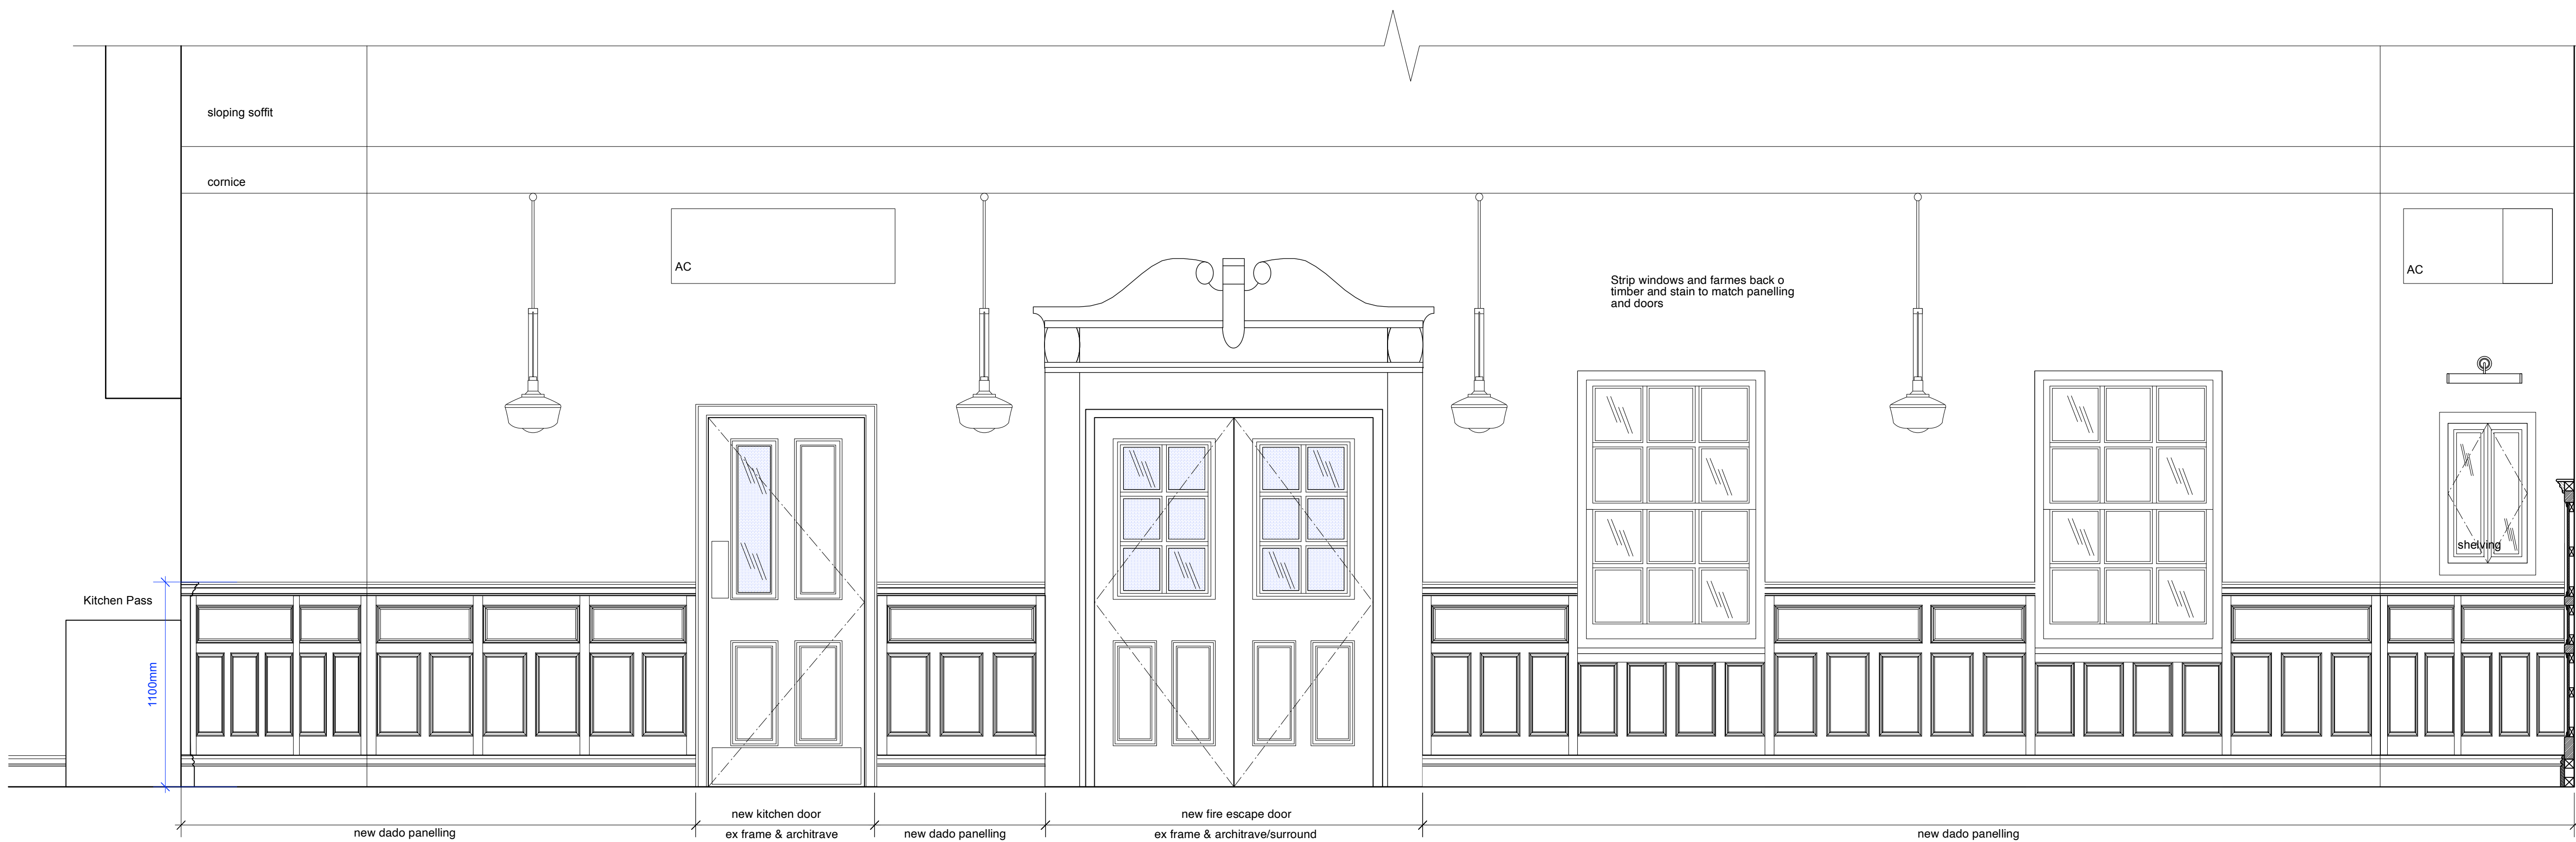 sloping soffit
cornice
AC
AC
Strip windows and farmes back o
timber and stain to match panelling
and doors
shelving
Kitchen Pass
1100mm
new kitchen door
new fire escape door
new dado panelling
ex frame & architrave
new dado panelling
ex frame & architrave/surround
new dado panelling